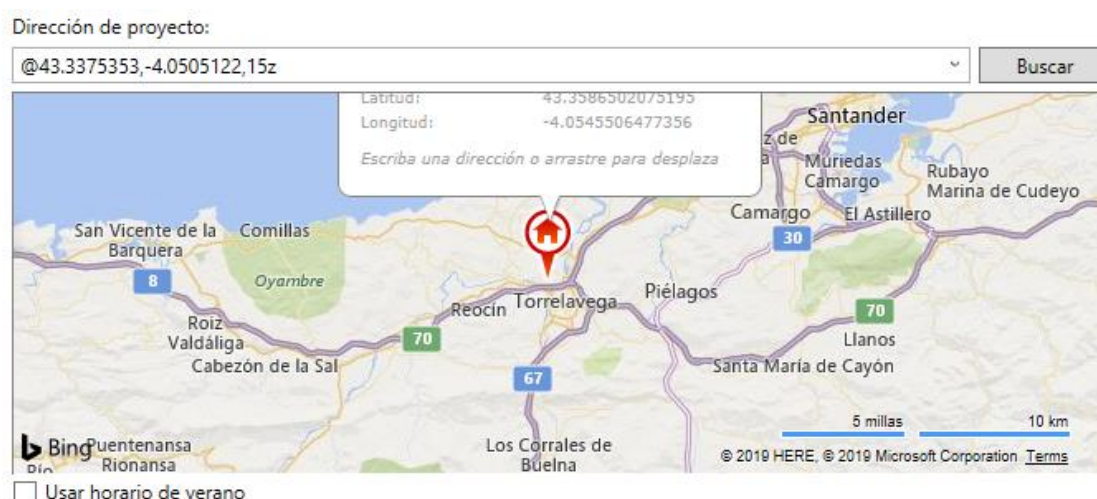 Dirección de proyecto:
@43.3375353,-4.0505122,15z
Buscar
Latitud: 43.3586502075195
Longitud: -4.0545506477356
Escriba una dirección o arrastre para desplaza
Santander
z de
a
Muriedas
Camargo
Rubayo
Marina de Cudeyo
Camargo
El Astillero
30
San Vicente de la
Barquera
Comillas
8
Oyambre
Reocín
Torrelavega
Piélagos
Roiz
Valdáliga
70
70
Llanos
Cabezón de la Sal
67
Santa María de Cayón
5 millas
10 km
Bing
Puentenansa
Río
Rionansa
Los Corrales de
Buelna
© 2019 HERE, © 2019 Microsoft Corporation Terms
Usar horario de verano